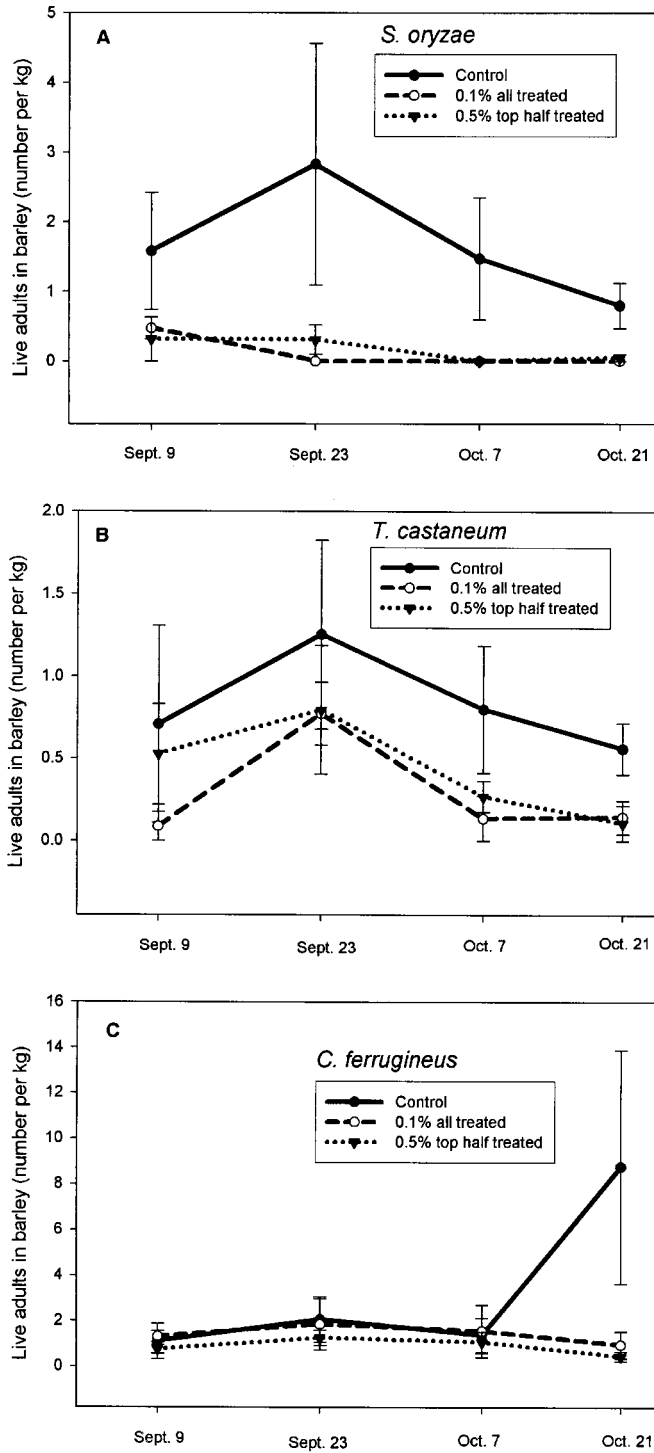 A
S. oryzae
Control
0.1% all treated
0.5% top half treated
Live adults in barley (number per kg)
5
4
3
2
1
0
Sept. 9
Sept. 23
Oct. 7
Oct. 21
B
T. castaneum
Control
0.1% all treated
0.5% top half treated
Live adults in barley (number per kg)
2.0
1.5
1.0
0.5
0.0
Sept. 9
Sept. 23
Oct. 7
Oct. 21
C
C. ferrugineus
Control
0.1% all treated
0.5% top half treated
Live adults in barley (number per kg)
16
14
12
10
8
6
4
2
0
Sept. 9
Sept. 23
Oct. 7
Oct. 21